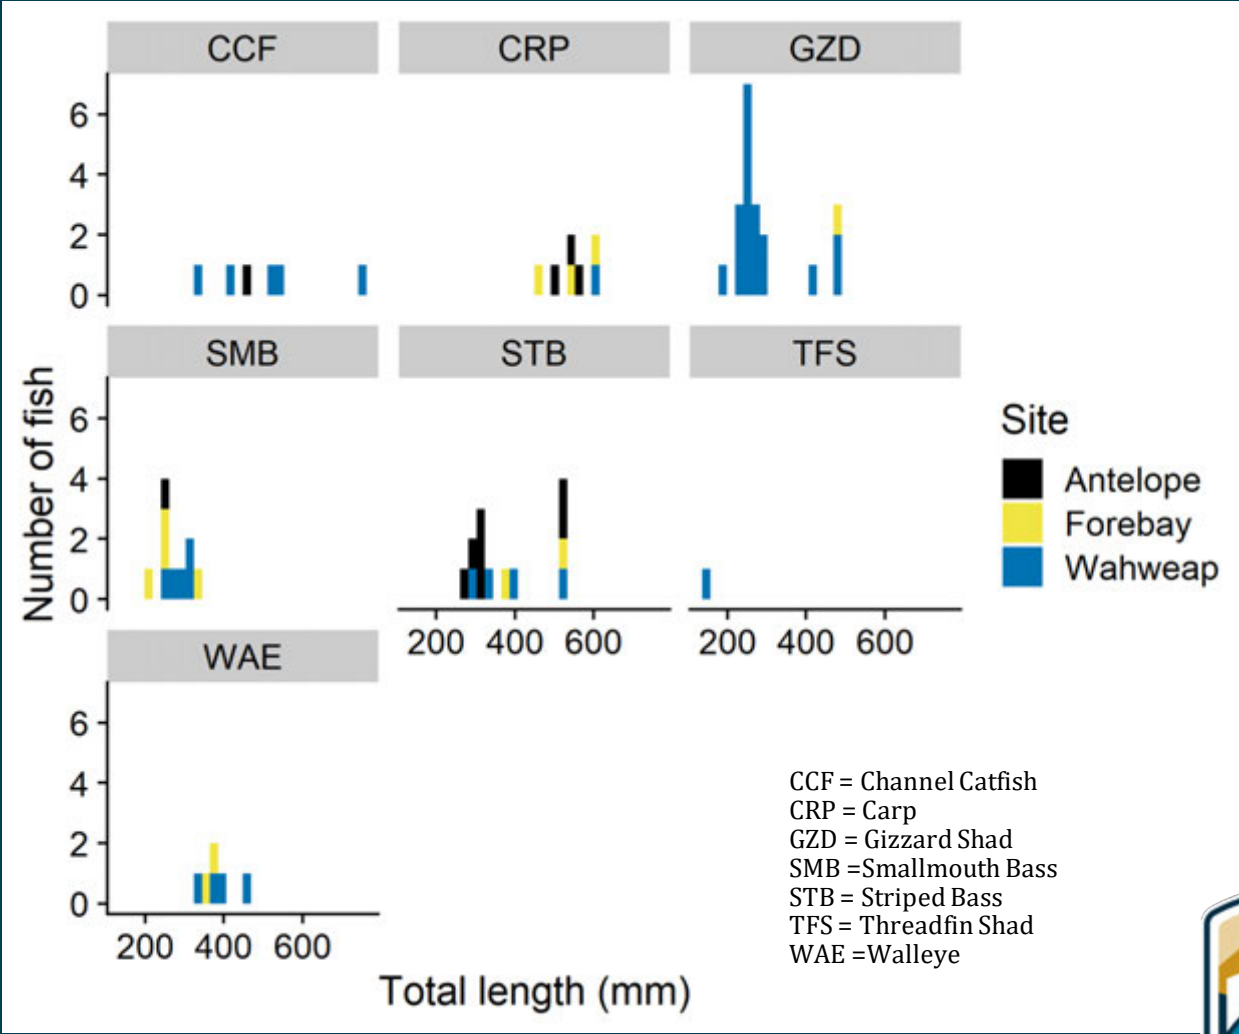 CCF CRP GZD
6
4
2
0
SMB STB TFS
6
4
2
0
200 400 600 200 400 600
WAE
6
4
2
0
200 400 600
Number of fish
Total length (mm)
Site
Antelope
Forebay
Wahweap
CCF = Channel Catfish
CRP = Carp
GZD = Gizzard Shad
SMB =Smallmouth Bass
STB = Striped Bass
TFS = Threadfin Shad
WAE =Walleye